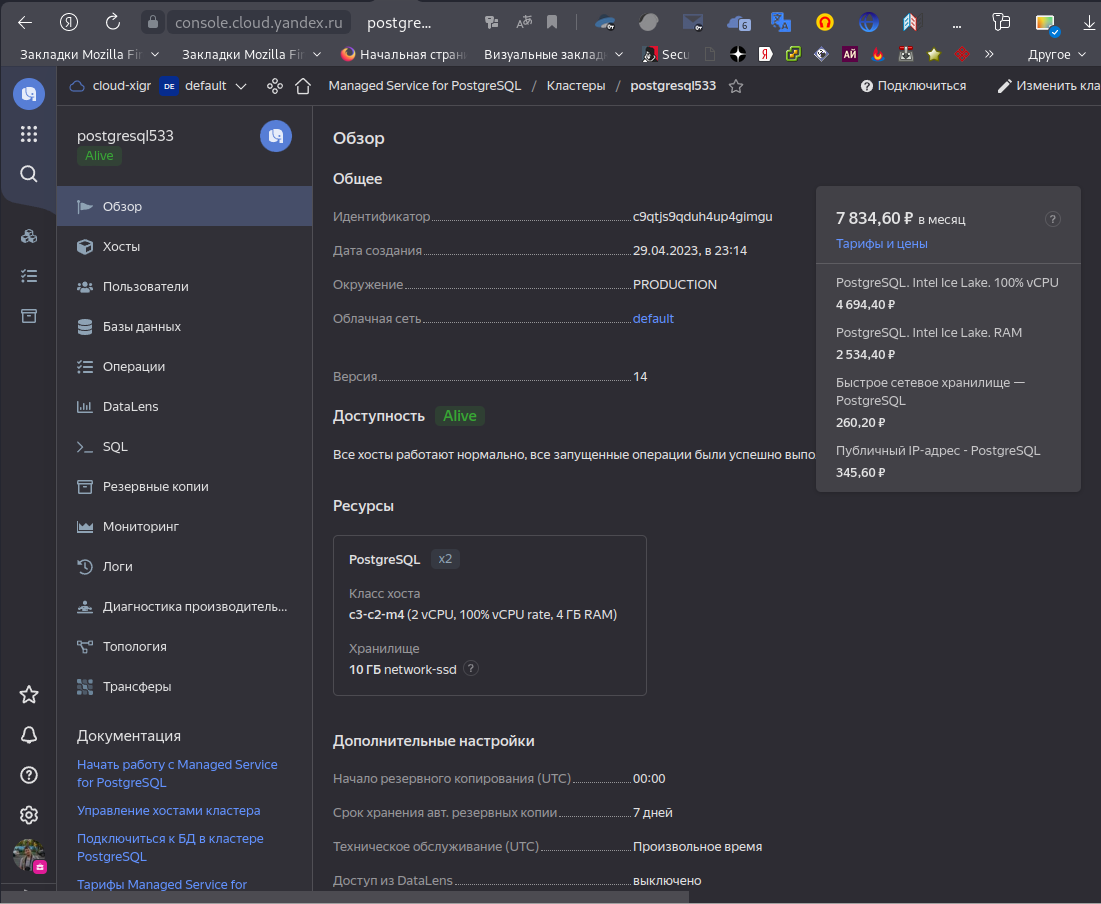 console.cloud.yandex.ru
postgre...
Закладки Mozilla Fir
Закладки Mozilla Fir
Начальная страни
Визуальные заклад
Secu
Другое
cloud-xigr
DE
default
Managed Service for PostgreSQL / Кластеры / postgresql533
Подключиться
Изменить кла
postgresql533
Alive
Обзор
Хосты
Пользователи
Базы данных
Операции
DataLens
SQL
Резервные копии
Мониторинг
Логи
Диагностика производитель...
Топология
Трансферы
Документация
Начать работу с Managed Service
for PostgreSQL
Управление хостами кластера
Подключиться к БД в кластере
PostgreSQL
Тарифы Managed Service for
Обзор
Общее
Идентификатор c9qtjs9qduh4up4gimgu
Дата создания 29.04.2023, в 23:14
Окружение PRODUCTION
Облачная сеть default
Версия 14
Доступность Alive
Все хосты работают нормально, все запущенные операции были успешно выпо
Ресурсы
PostgreSQL x2
Класс хоста
c3-c2-m4 (2 vCPU, 100% vCPU rate, 4 ГБ RAM)
Хранилище
10 ГБ network-ssd ?
Дополнительные настройки
Начало резервного копирования (UTC) 00:00
Срок хранения авт. резервных копии 7 дней
Техническое обслуживание (UTC) Произвольное время
Доступ из DataLens выключено
7 834,60 ₽ в месяц ?
Тарифы и цены
PostgreSQL. Intel Ice Lake. 100% vCPU
4 694,40 ₽
PostgreSQL. Intel Ice Lake. RAM
2 534,40 ₽
Быстрое сетевое хранилище —
PostgreSQL
260,20 ₽
Публичный IP-адрес - PostgreSQL
345,60 ₽